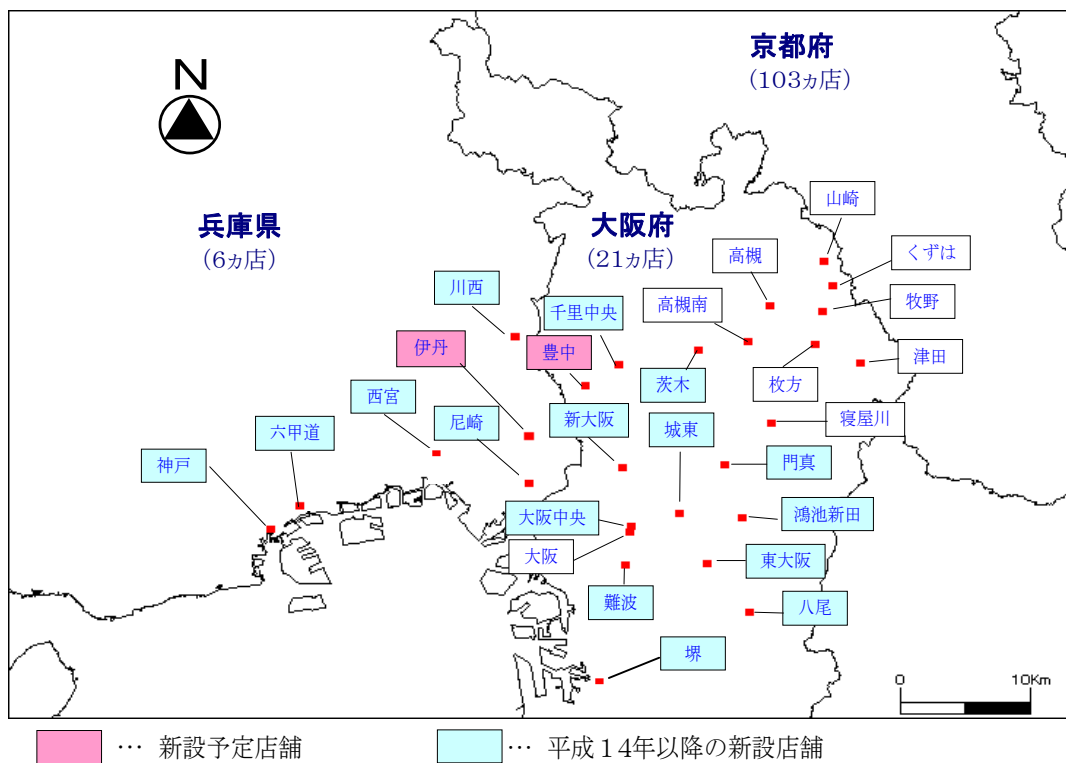 京都府
(103ヵ店)
N
山崎
兵庫県
大阪府
(6ヵ店)
(21ヵ店)
高槻
くずは
川西
千里中央
高槻南
牧野
伊丹
豊中
茨木
枚方
津田
西宮
尼崎
新大阪
城東
寝屋川
六甲道
神戸
門真
大阪中央
鴻池新田
大阪
東大阪
難波
八尾
堺
0 10Km
… 新設予定店舗
… 平成14年以降の新設店舗